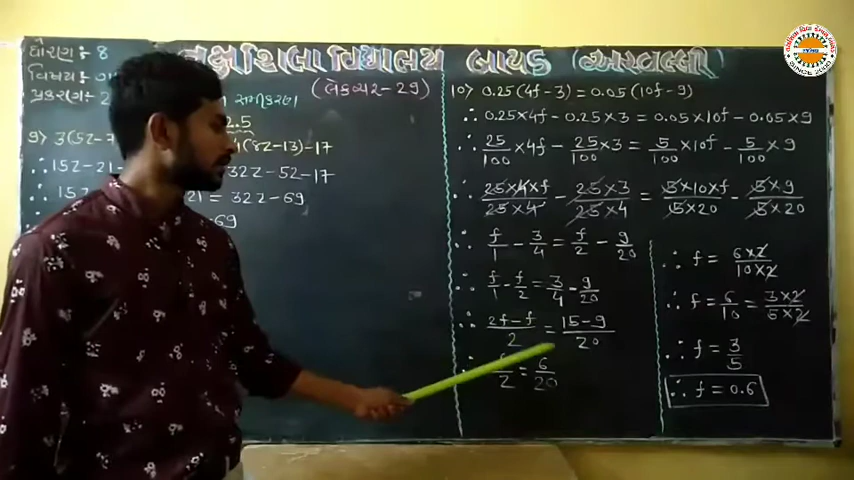 ધોરણ : 8
વિષય :
પ્રકરણ : 2
તક્ષશિલા વિદ્યાલય બાયડ (અરવલ્લી)
(લેક્ચર - 29)
સમીકરણ
2.5
9) 3(5z-7
(8z-13)-17
∴ 15z-21-
32z-52-17
∴ 15z
21 = 32z-69
-69
10) 0.25(4f-3) = 0.05(10f-9)
∴ 0.25×4f - 0.25×3 = 0.05×10f - 0.05×9
∴ 25/100 ×4f - 25/100 ×3 = 5/100 ×10f - 5/100 ×9
∴ 25×4×f/25×4 - 25×3/25×4 = 5×10×f/5×20 - 5×9/5×20
∴ f/1 - 3/4 = f/2 - 9/20
∴ f/1 - f/2 = 3/4 - 9/20
∴ 2f-f/2 = 15-9/20
f/2 = 6/20
∴ f = 6×2/10×2
∴ f = 6/10 = 3×2/5×2
∴ f = 3/5
∴ f = 0.6